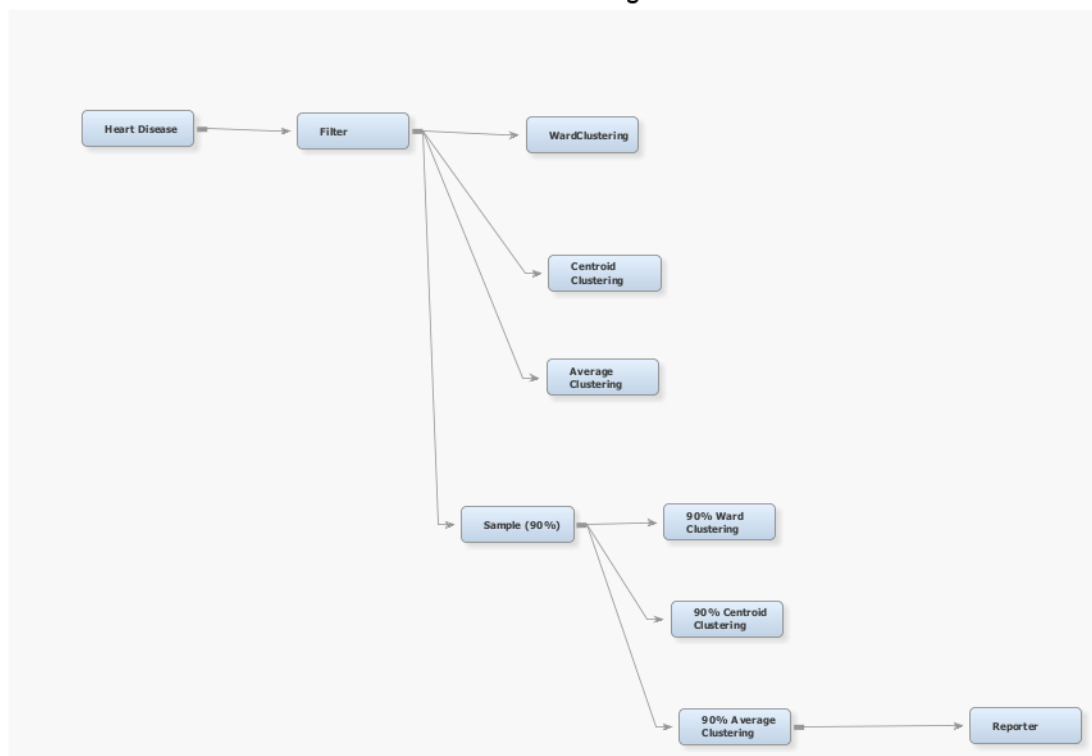 Heart Disease
Filter
WardClustering
Centroid
Clustering
Average
Clustering
Sample (90%)
90% Ward
Clustering
90% Centroid
Clustering
90% Average
Clustering
Reporter